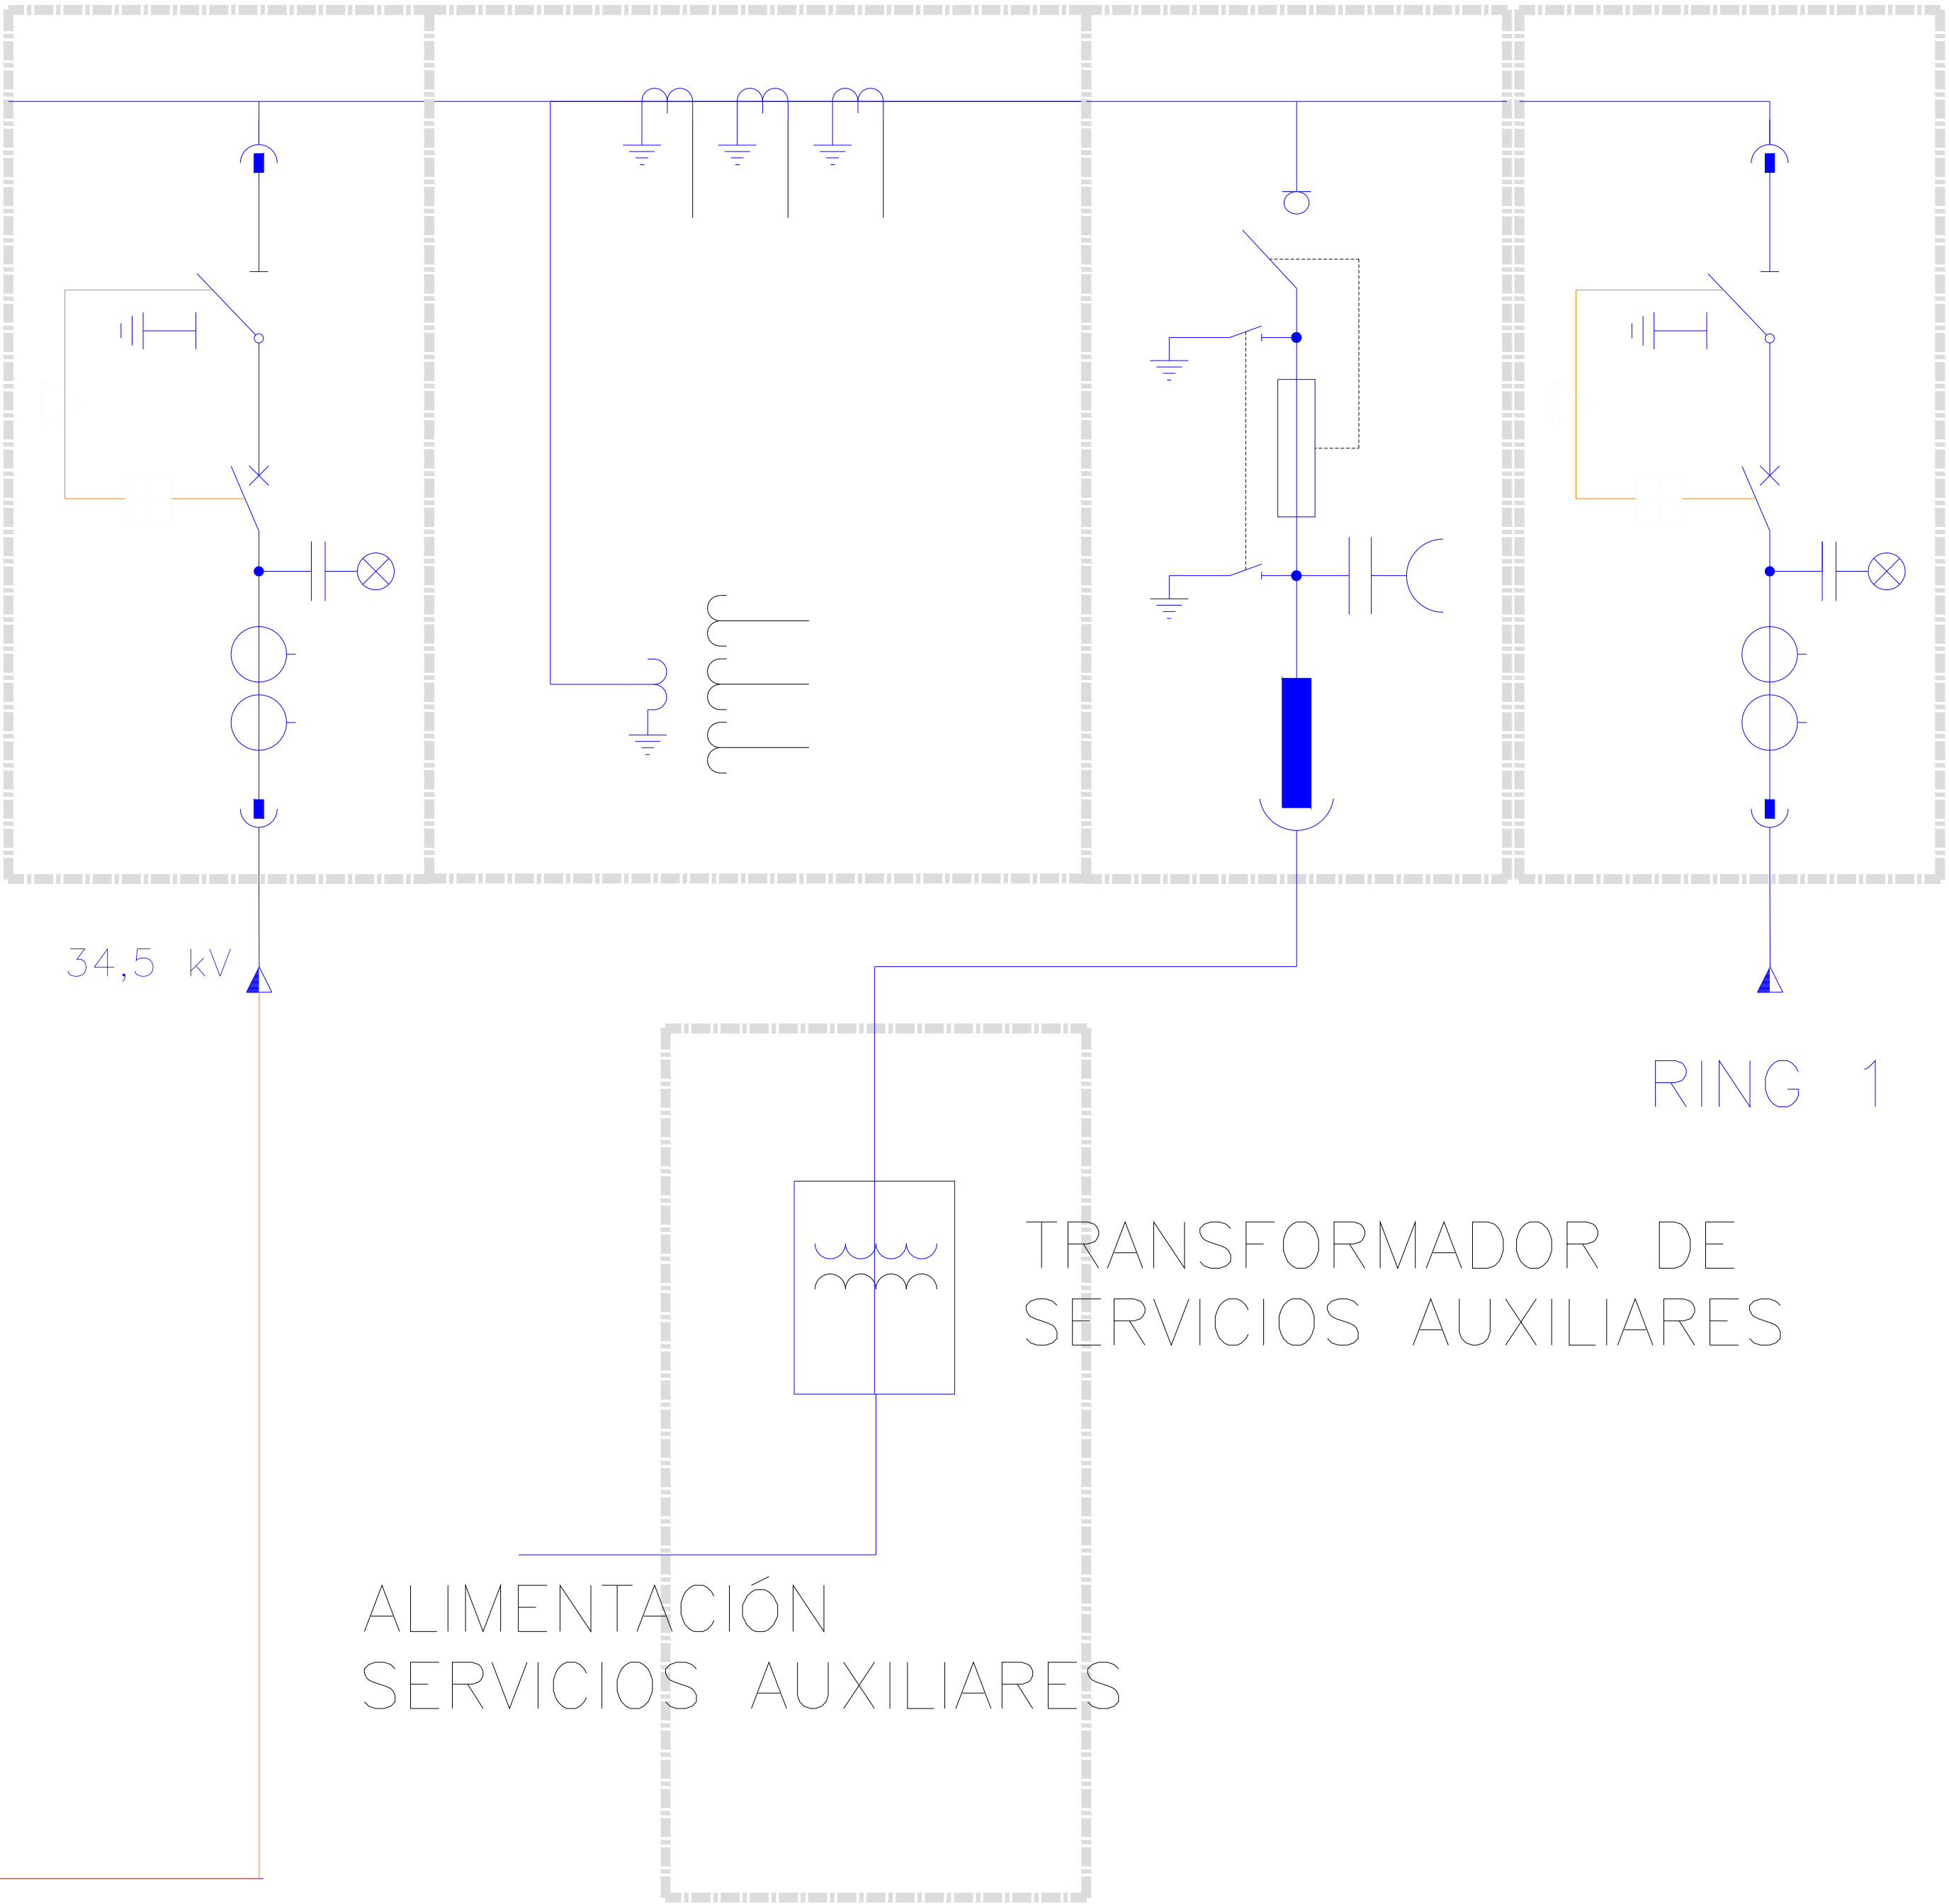 34,5 kV
RING 1
TRANSFORMADOR DE
SERVICIOS AUXILIARES
ALIMENTACIÓN
SERVICIOS AUXILIARES